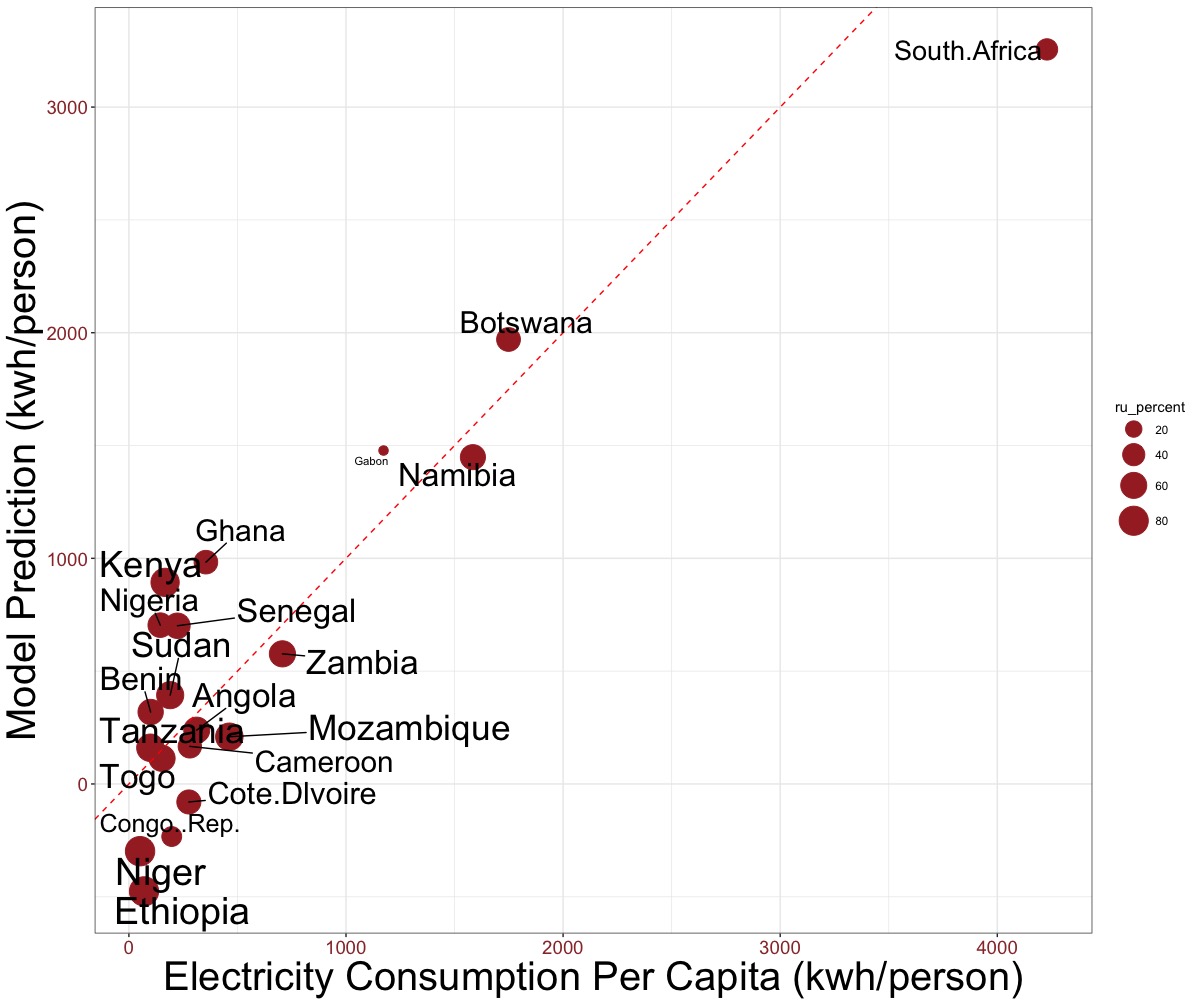 South.Africa
3000
Botswana
2000
Gabon
Namibia
ru_percent
20
40
60
80
Ghana
1000
Kenya
Nigeria
Senegal
Sudan
Zambia
Benin
Angola
Tanzania
Mozambique
Cameroon
Togo
0
Cote.DIvoire
Congo..Rep.
Niger
Ethiopia
0
1000
2000
3000
4000
Electricity Consumption Per Capita (kwh/person)
Model Prediction (kwh/person)